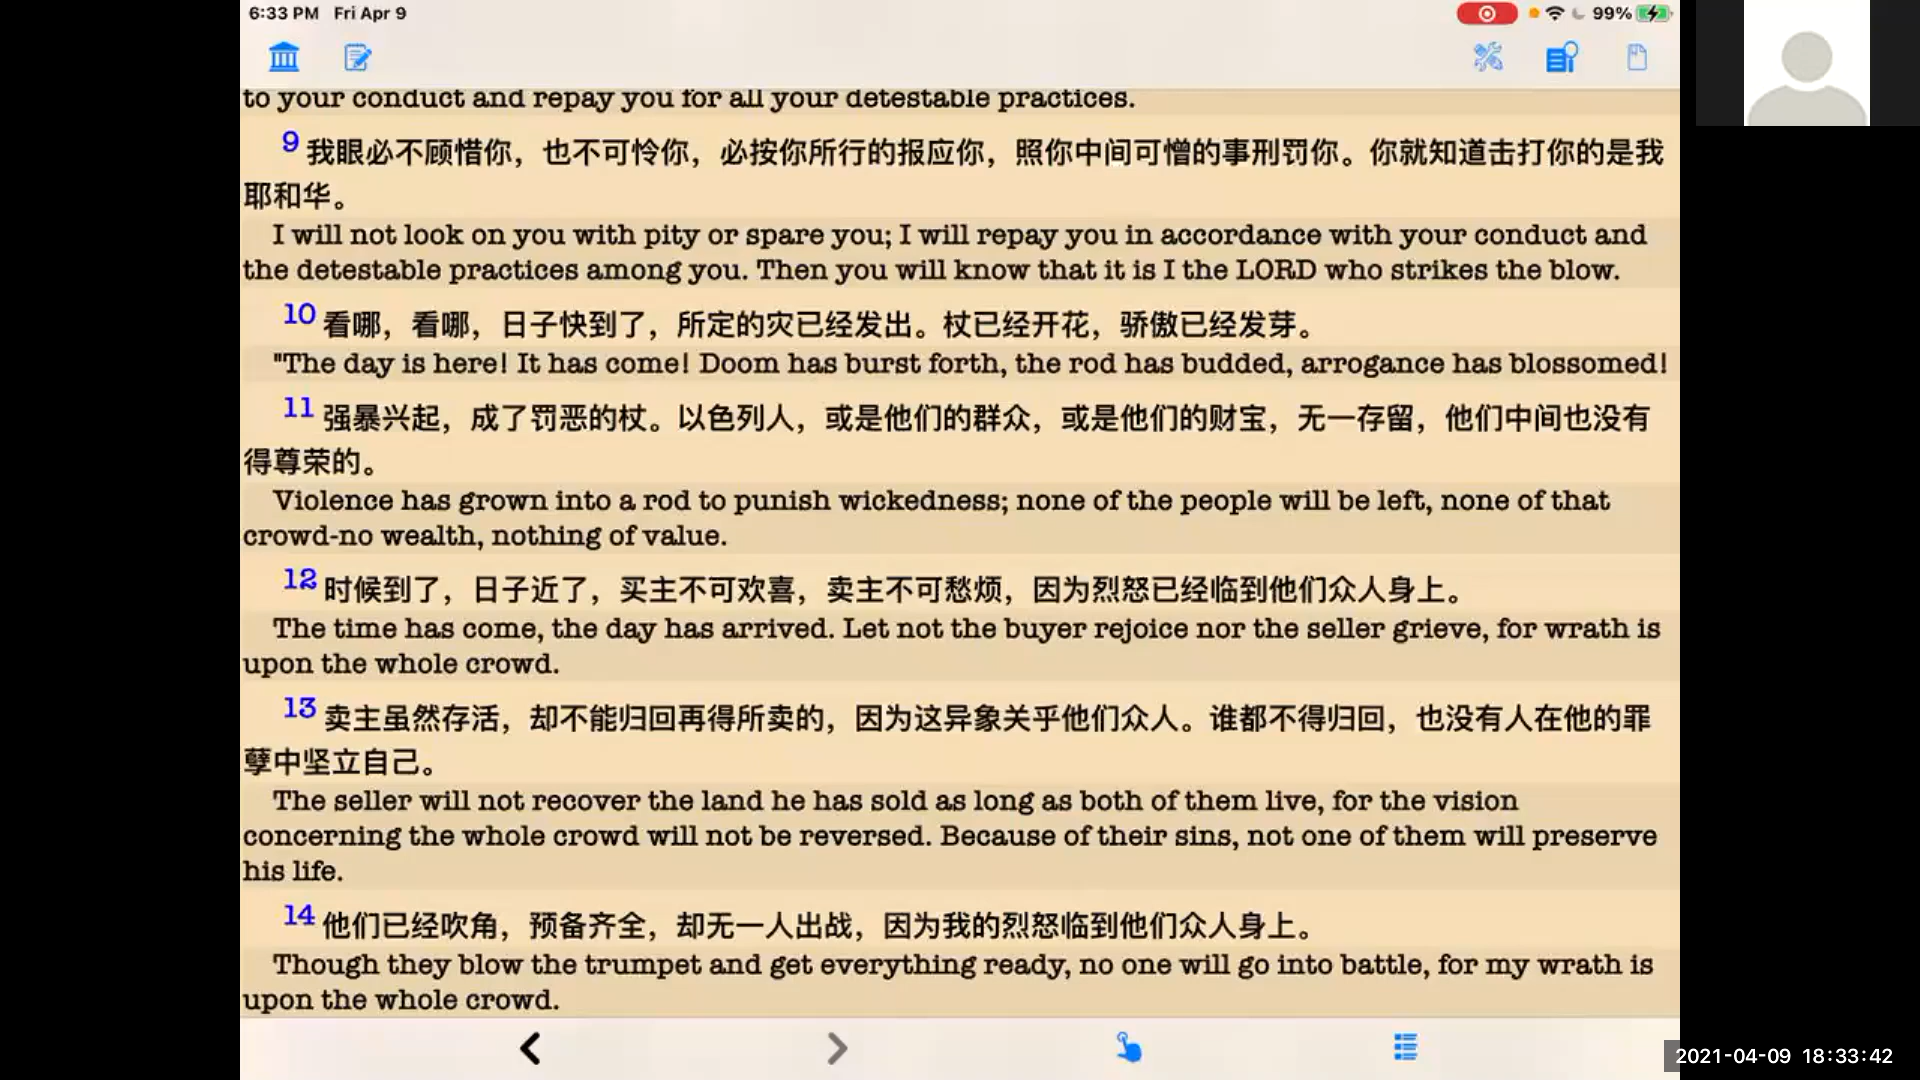 6:33 PM Fri Apr 9
99%
to your conduct and repay you for all your detestable practices.
9 我眼必不顾惜你，也不可怜你，必按你所行的报应你，照你中间可憎的事刑罚你。你就知道击打你的是我
耶和华。
I will not look on you with pity or spare you; I will repay you in accordance with your conduct and
the detestable practices among you. Then you will know that it is I the LORD who strikes the blow.
10 看哪，看哪，日子快到了，所定的灾已经发出。杖已经开花，骄傲已经发芽。
"The day is here! It has come! Doom has burst forth, the rod has budded, arrogance has blossomed!
11 强暴兴起，成了罚恶的杖。以色列人，或是他们的群众，或是他们的财宝，无一存留，他们中间也没有
得尊荣的。
Violence has grown into a rod to punish wickedness; none of the people will be left, none of that
crowd-no wealth, nothing of value.
12 时候到了，日子近了，买主不可欢喜，卖主不可愁烦，因为烈怒已经临到他们众人身上。
The time has come, the day has arrived. Let not the buyer rejoice nor the seller grieve, for wrath is
upon the whole crowd.
13 卖主虽然存活，却不能归回再得所卖的，因为这异象关乎他们众人。谁都不得归回，也没有人在他的罪
孽中坚立自己。
The seller will not recover the land he has sold as long as both of them live, for the vision
concerning the whole crowd will not be reversed. Because of their sins, not one of them will preserve
his life.
14 他们已经吹角，预备齐全，却无一人出战，因为我的烈怒临到他们众人身上。
Though they blow the trumpet and get everything ready, no one will go into battle, for my wrath is
upon the whole crowd.
2021-04-09 18:33:42